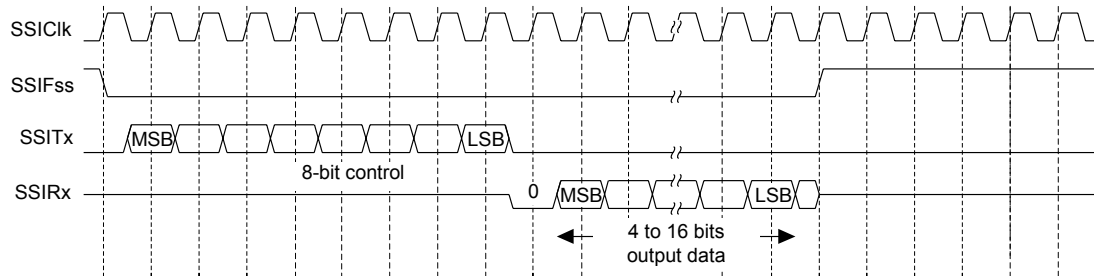 SSIClk
SSIFss
SSITx
MSB
LSB
8-bit control
SSIRx
0
MSB
LSB
4 to 16 bits
output data